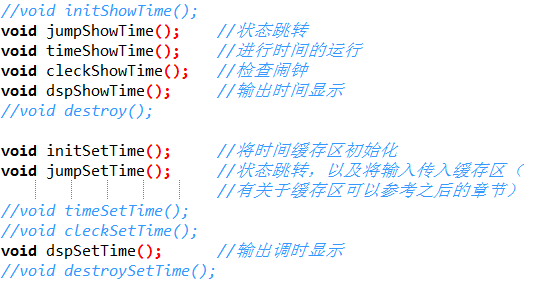 //void initShowTime();
void jumpShowTime(); //状态跳转
void timeShowTime(); //进行时间的运行
void cleckShowTime(); //检查闹钟
void dspShowTime(); //输出时间显示
//void destroy();
void initSetTime(); //将时间缓存区初始化
void jumpSetTime(); //状态跳转，以及将输入传入缓存区（
//有关于缓存区可以参考之后的章节）
//void timeSetTime();
//void cleckSetTime();
void dspSetTime(); //输出调时显示
//void destroySetTime();